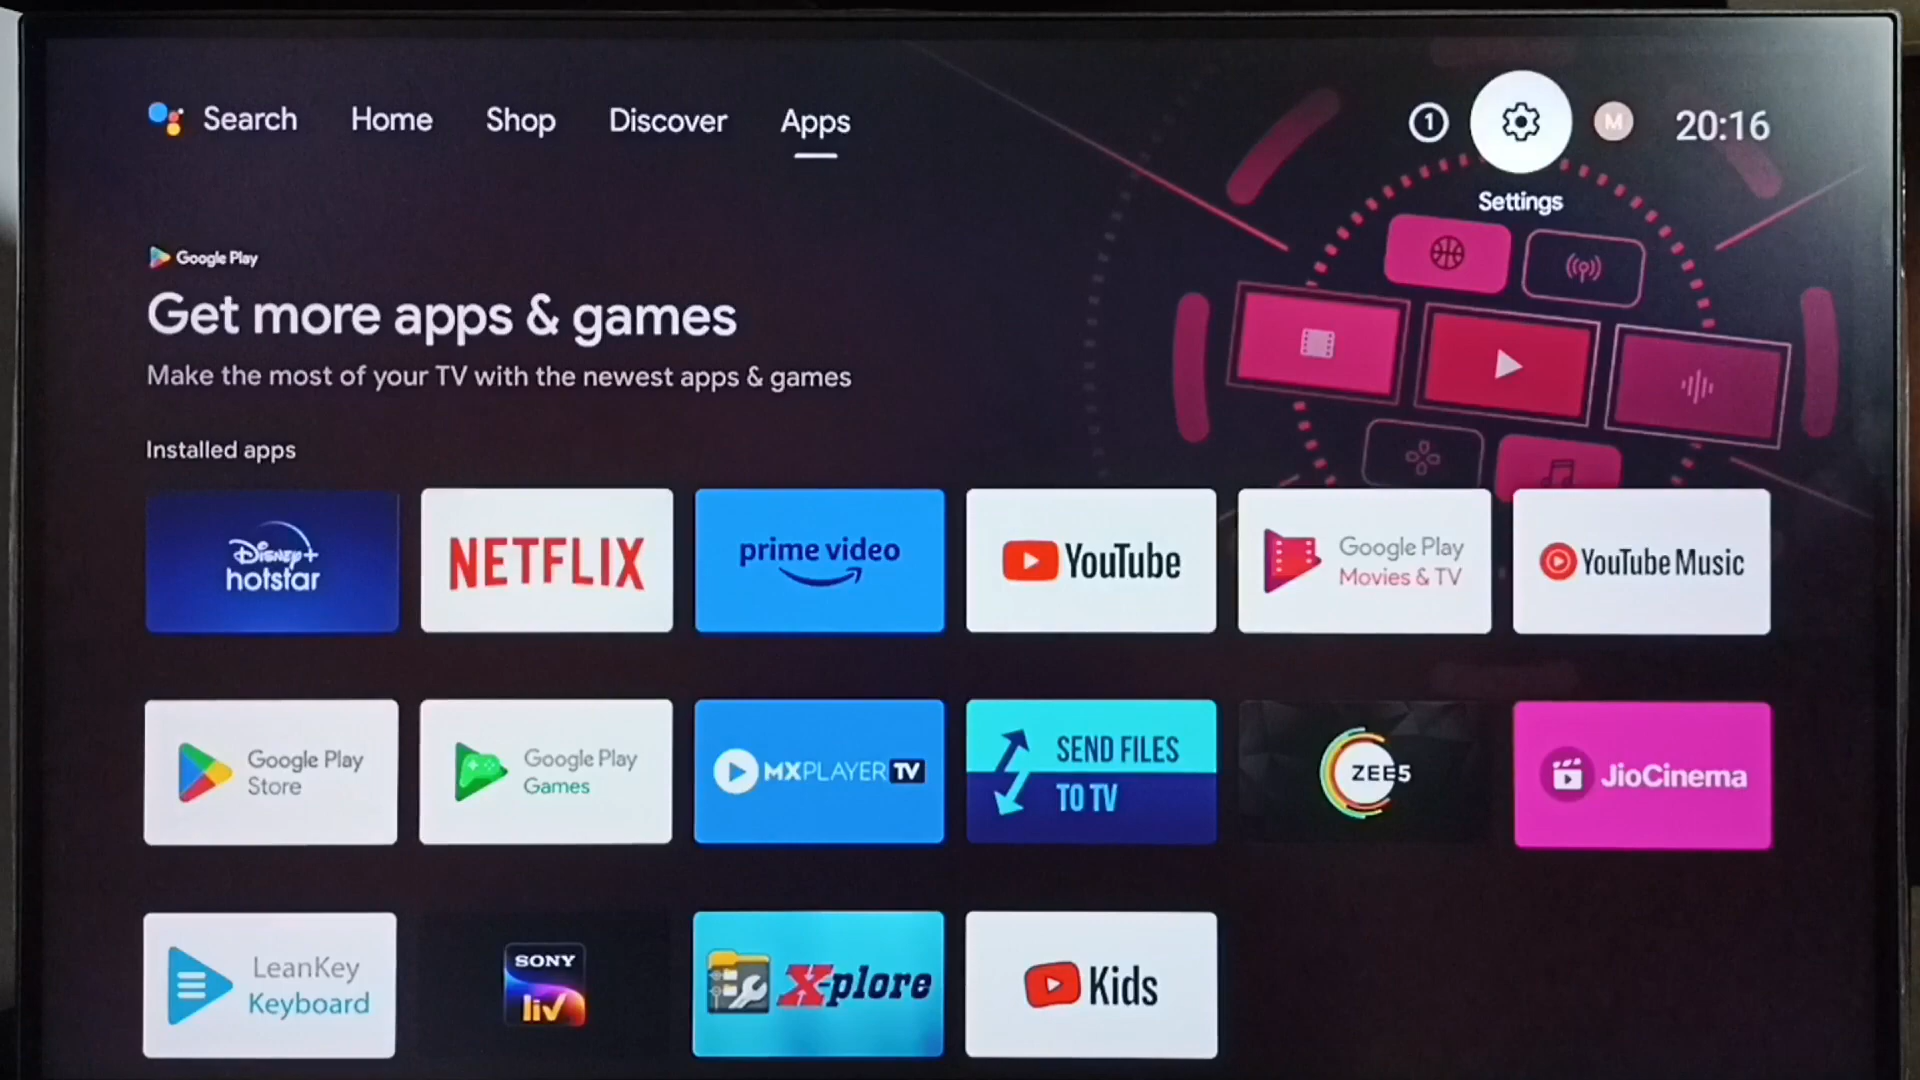 Search Home Shop Discover Apps
1 M 20:16
Settings
Google Play
Get more apps & games
Make the most of your TV with the newest apps & games
Installed apps
Disney+
hotstar
NETFLIX
prime video
YouTube
Google Play
Movies & TV
YouTube Music
Google Play
Store
Google Play
Games
MXPLAYER TV
SEND FILES
TO TV
ZEE5
JioCinema
LeanKey
Keyboard
SONY
liv
X-plore
Kids